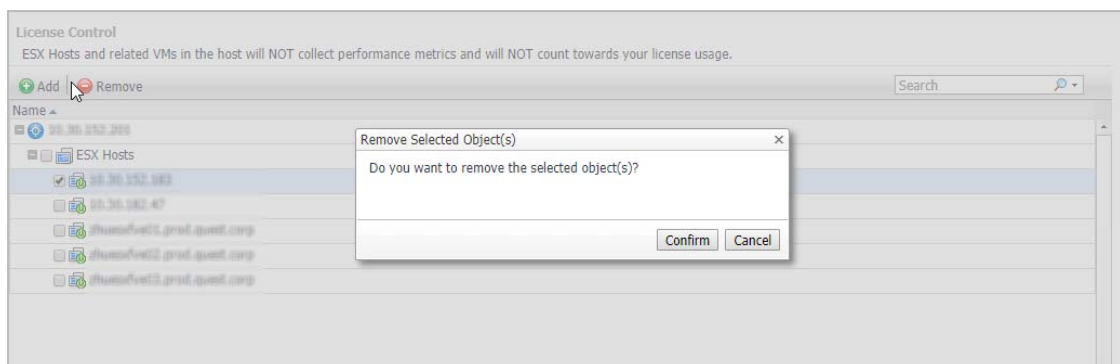 License Control
ESX Hosts and related VMs in the host will NOT collect performance metrics and will NOT count towards your license usage.
Add Remove Search
Name
ESX Hosts
Remove Selected Object(s)
Do you want to remove the selected object(s)?
Confirm Cancel